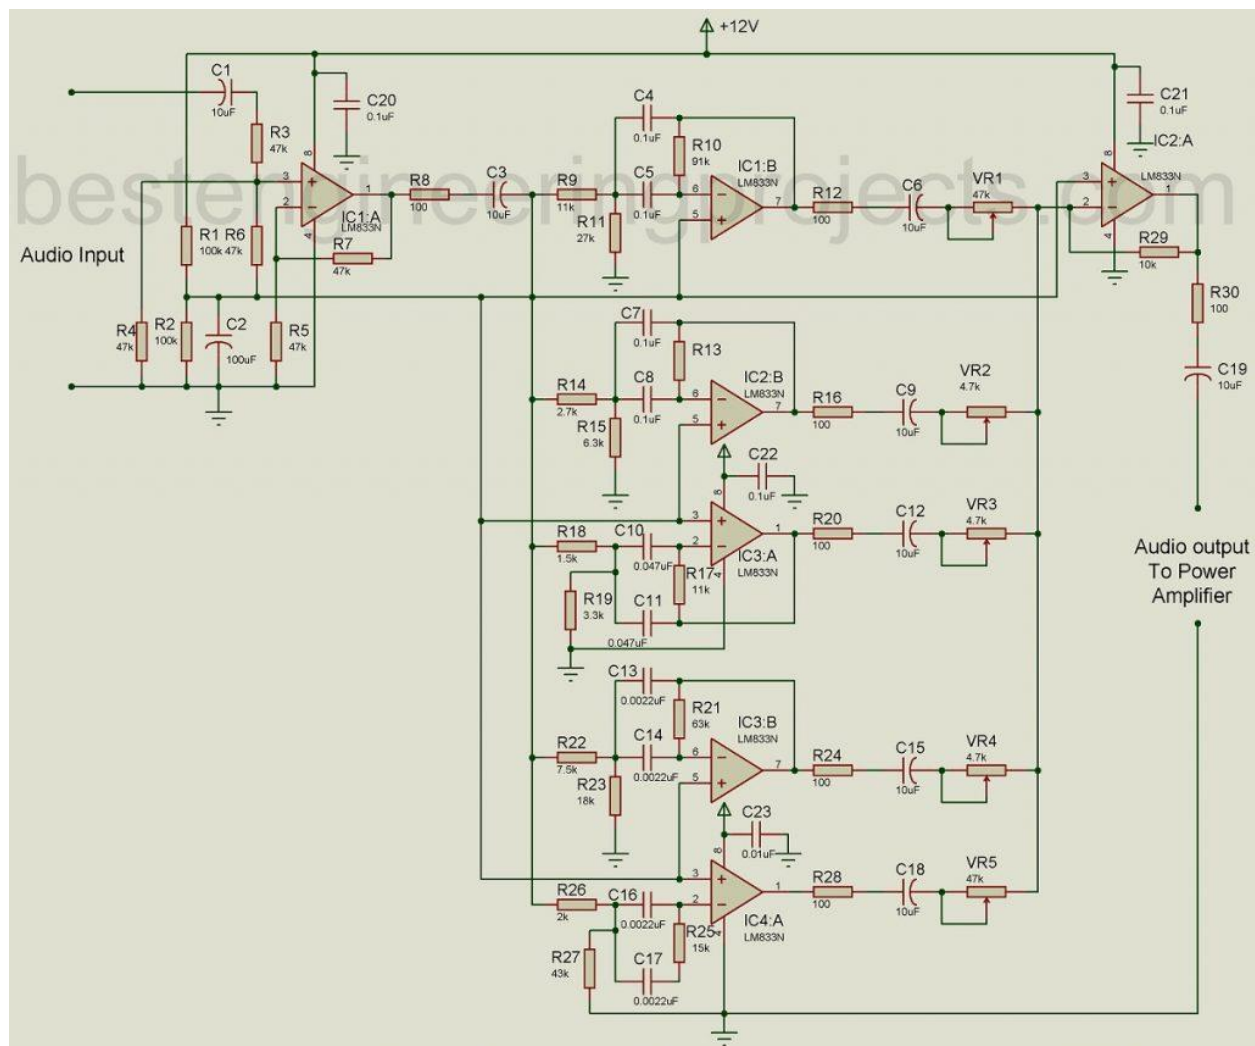 +12V
C1
10uF
C20
0.1uF
C21
0.1uF
R3
47k
C4
0.1uF
R10
91k
IC1:B
LM833N
IC2:A
LM833N
bestengineeringprojects.com
8
3
2
1
4
IC1:A
LM833N
R8
100
C3
10uF
R9
11k
C5
0.1uF
6
5
7
R12
100
C6
10uF
VR1
47k
8
3
2
1
4
R11
27k
Audio Input
R1
100k
R6
47k
R7
47k
R29
10k
R30
100
R4
47k
R2
100k
C2
100uF
R5
47k
C7
0.1uF
R13
C19
10uF
R14
2.7k
C8
0.1uF
6
5
7
IC2:B
LM833N
R16
100
C9
10uF
VR2
4.7k
R15
6.3k
C22
0.1uF
8
3
2
1
4
R18
1.5k
C10
0.047uF
IC3:A
LM833N
R20
100
C12
10uF
VR3
4.7k
R17
11k
R19
3.3k
C11
0.047uF
Audio output
To Power
Amplifier
C13
0.0022uF
R21
63k
IC3:B
LM833N
R22
7.5k
C14
0.0022uF
6
5
7
R24
100
C15
10uF
VR4
4.7k
R23
18k
C23
0.01uF
8
3
2
1
4
R26
2k
C16
0.0022uF
IC4:A
LM833N
R28
100
C18
10uF
VR5
47k
R25
15k
R27
43k
C17
0.0022uF